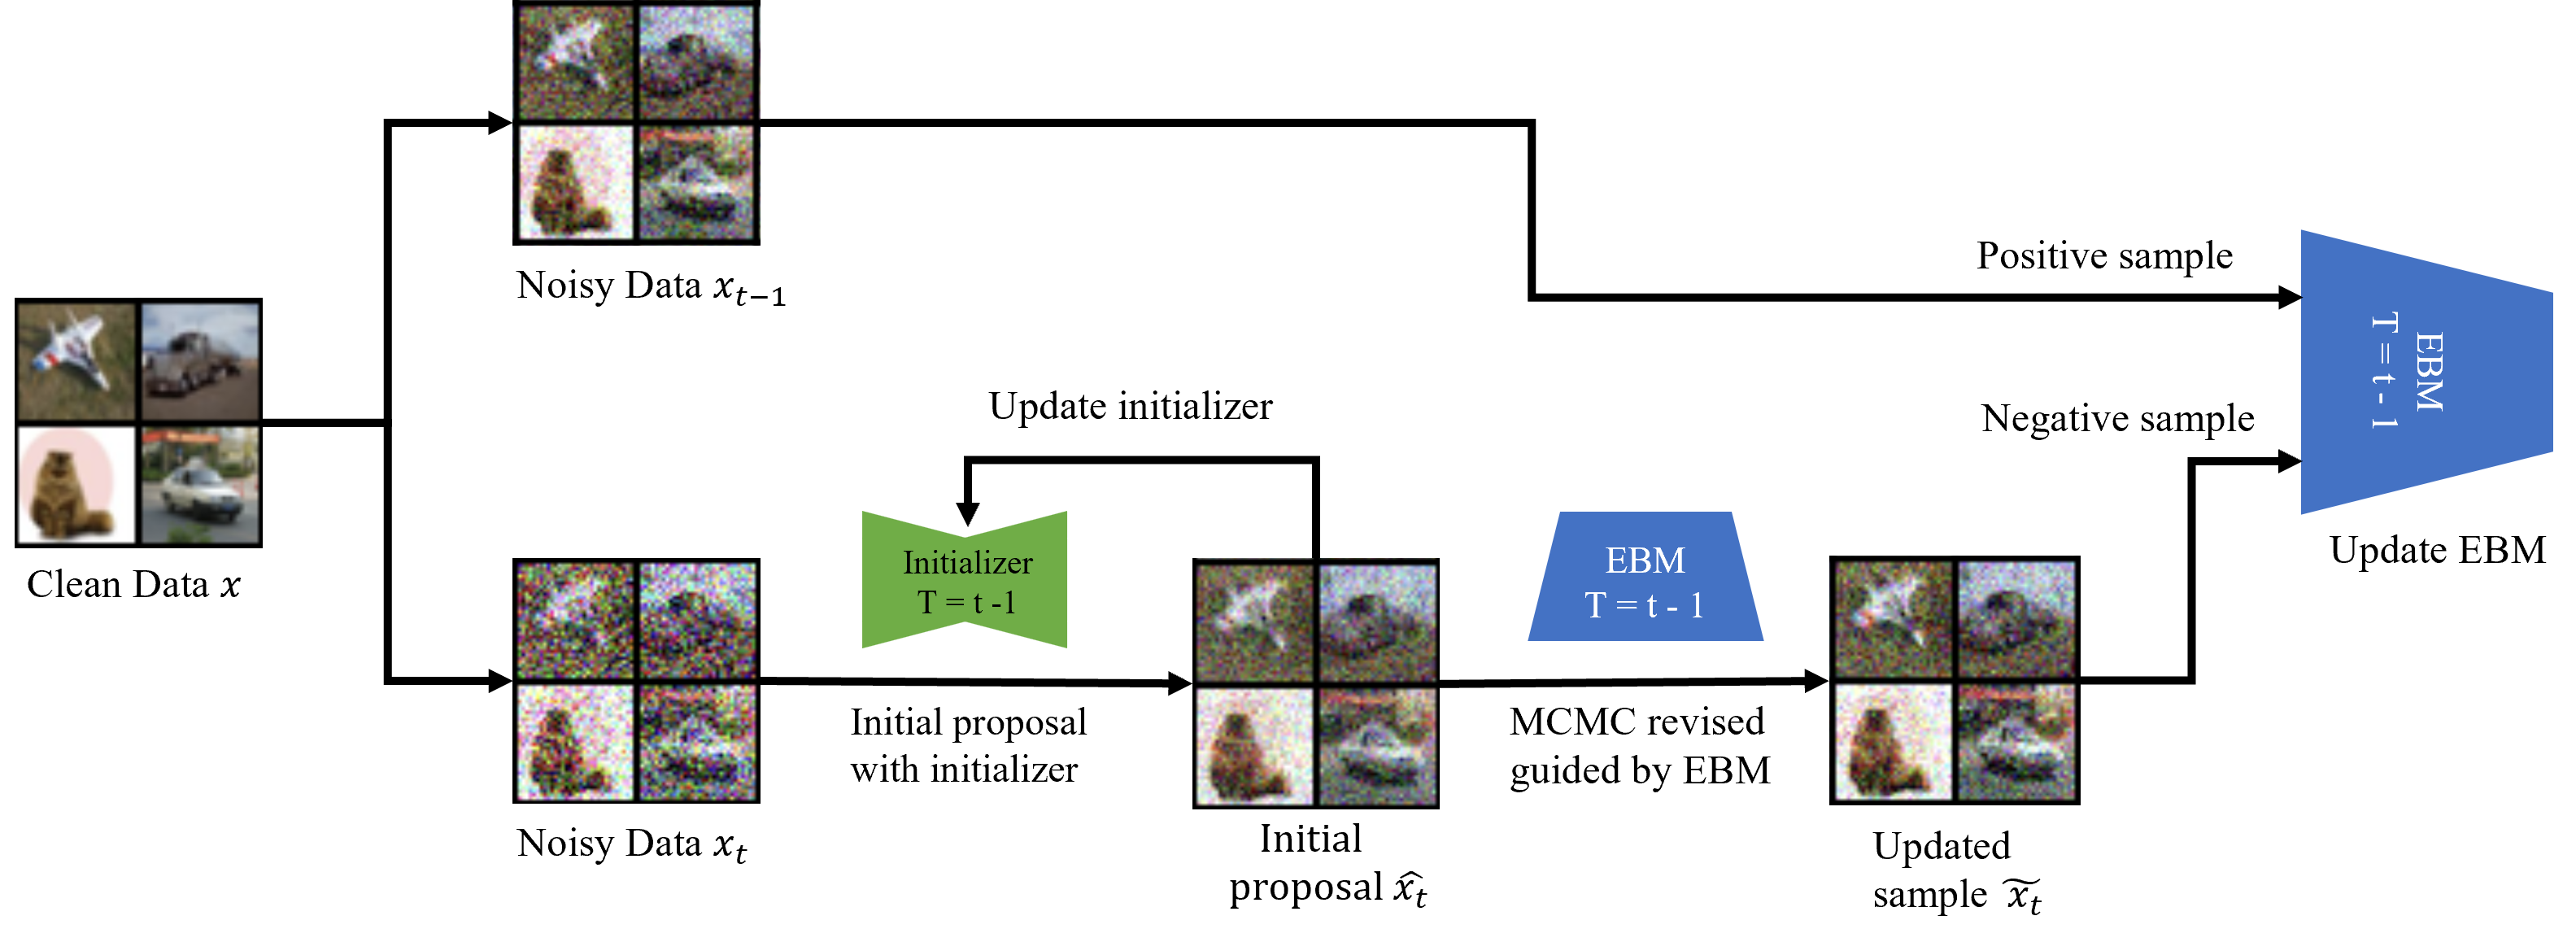 Noisy Data x_{t−1}
Positive sample
EBM
T = t - 1
Update initializer
Negative sample
Clean Data x
Initializer
T = t -1
EBM
T = t - 1
Update EBM
Initial proposal
with initializer
MCMC revised
guided by EBM
Noisy Data x_t
Initial
proposal \hat{x_t}
Updated
sample \widetilde{x_t}